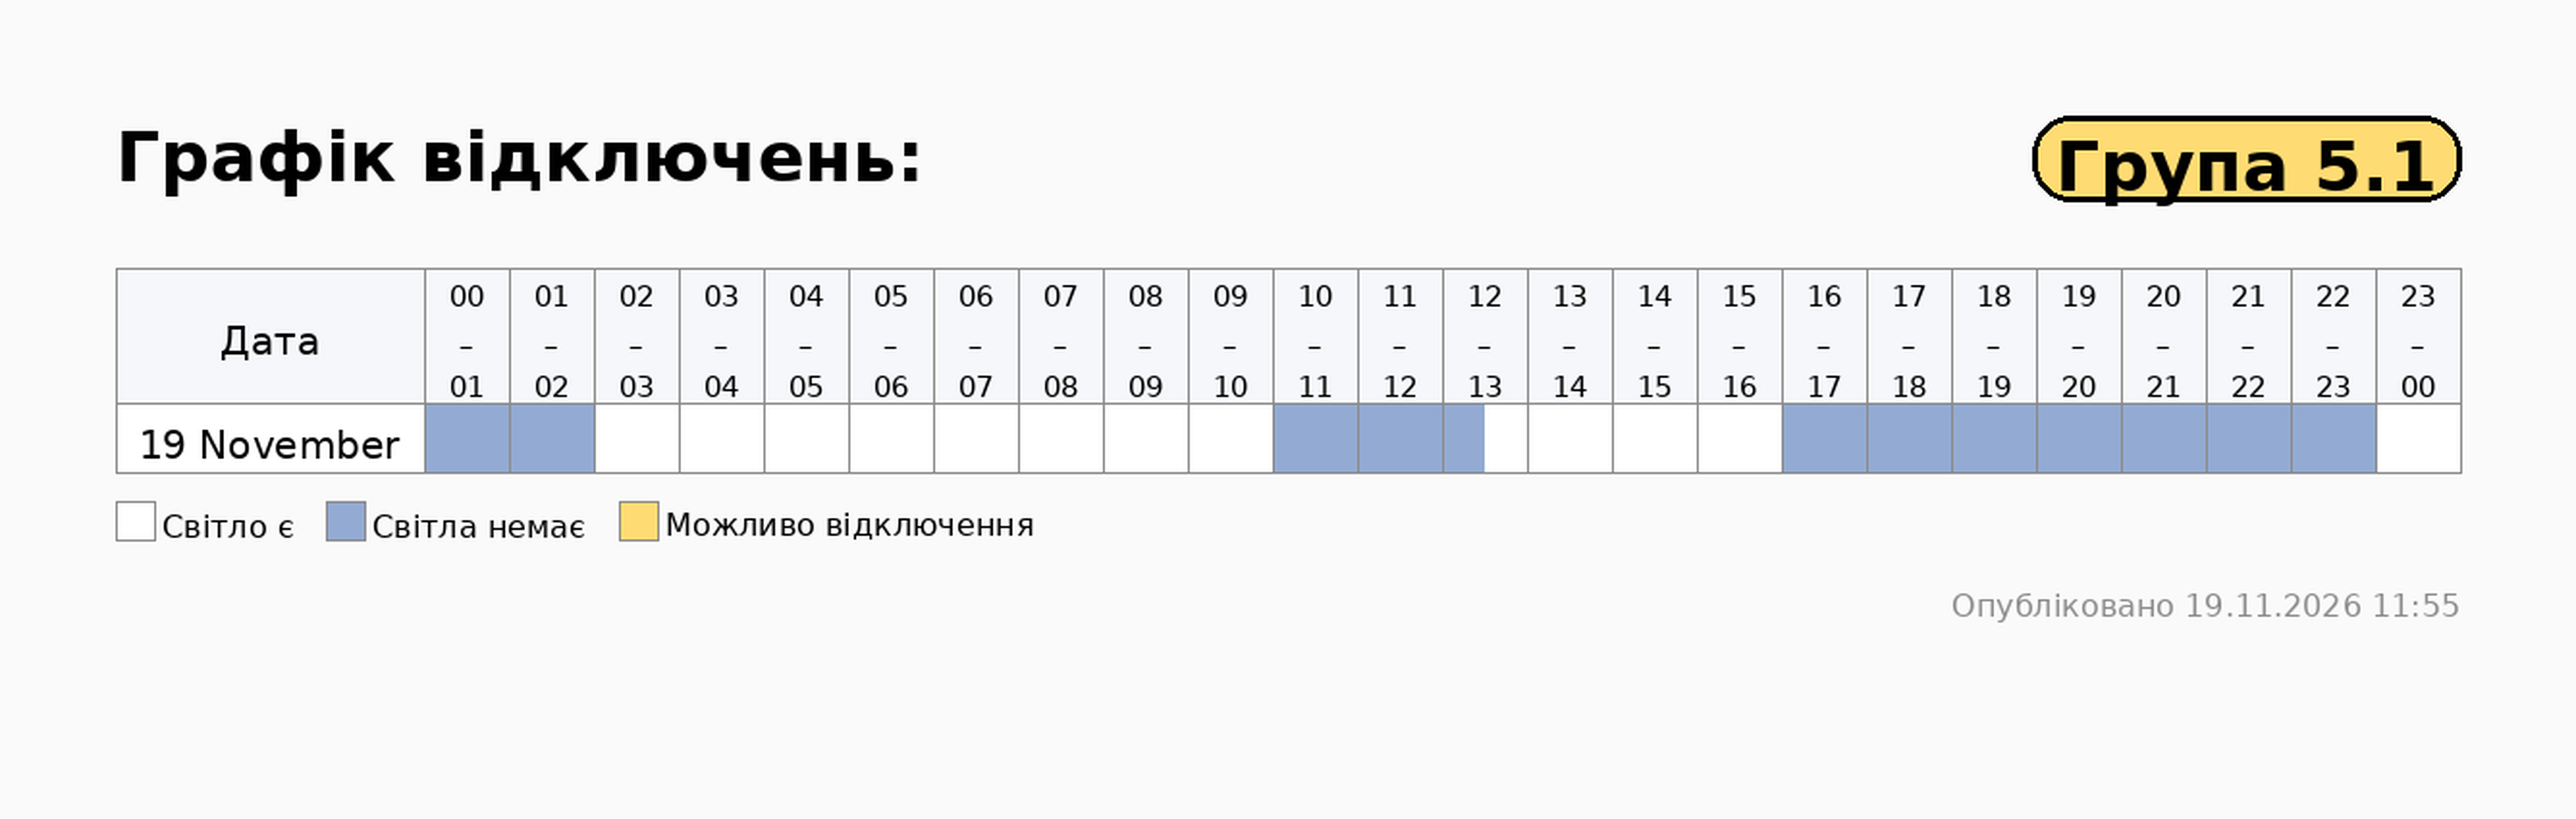 Графік відключень:
Група 5.1
Дата
00 – 01
01 – 02
02 – 03
03 – 04
04 – 05
05 – 06
06 – 07
07 – 08
08 – 09
09 – 10
10 – 11
11 – 12
12 – 13
13 – 14
14 – 15
15 – 16
16 – 17
17 – 18
18 – 19
19 – 20
20 – 21
21 – 22
22 – 23
23 – 00
19 November
Світло є
Світла немає
Можливо відключення
Опубліковано 19.11.2026 11:55